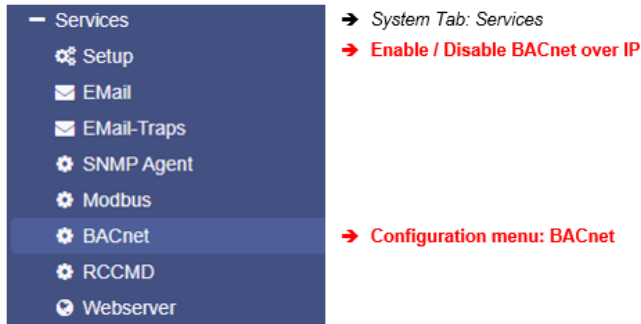 Services ➔ System Tab: Services
Setup ➔ Enable / Disable BACnet over IP
EMail
EMail-Traps
SNMP Agent
Modbus
BACnet ➔ Configuration menu: BACnet
RCCMD
Webserver